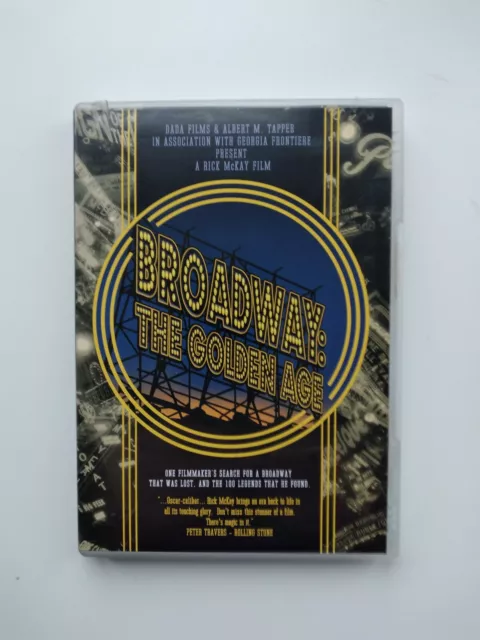 DADA FILMS & ALBERT M. TAPPER
IN ASSOCIATION WITH GEORGIA FRONTIERE
PRESENT
A RICK McKAY FILM
BROADWAY:
THE GOLDEN AGE
ONE FILMMAKER'S SEARCH FOR A BROADWAY
THAT WAS LOST, AND THE 100 LEGENDS THAT HE FOUND.
"...Oscar-caliber... Rick McKay brings an era back to life in
all its touching glory. Don't miss this stunner of a film.
There's magic in it."
PETER TRAVERS - ROLLING STONE